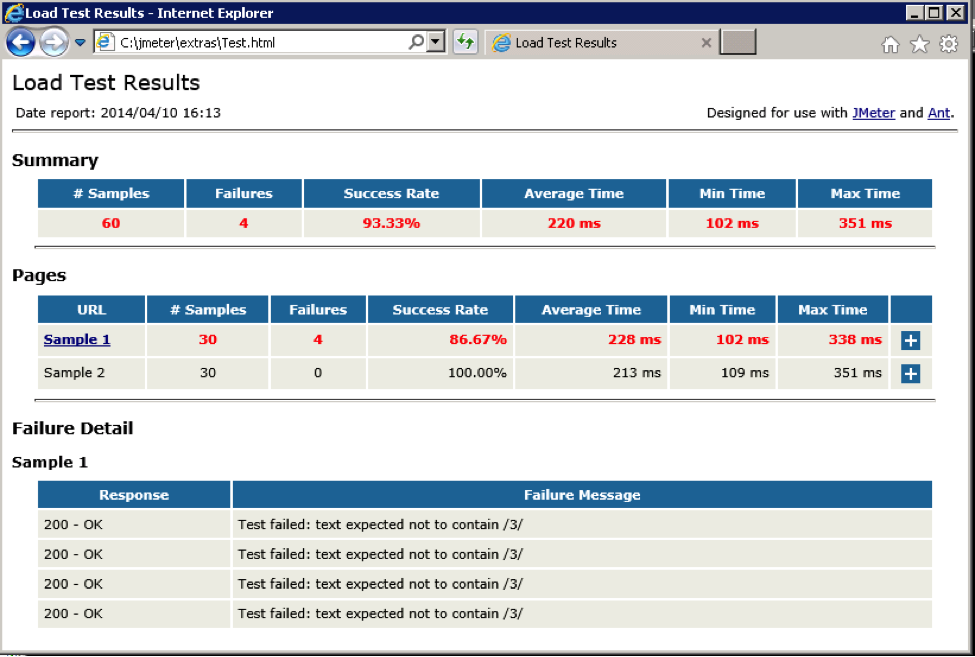 Load Test Results - Internet Explorer
C:\jmeter\extras\Test.html
Load Test Results
Load Test Results
Date report: 2014/04/10 16:13
Designed for use with JMeter and Ant.
Summary
# Samples Failures Success Rate Average Time Min Time Max Time
60 4 93.33% 220 ms 102 ms 351 ms
Pages
URL # Samples Failures Success Rate Average Time Min Time Max Time
Sample 1 30 4 86.67% 228 ms 102 ms 338 ms
Sample 2 30 0 100.00% 213 ms 109 ms 351 ms
Failure Detail
Sample 1
Response Failure Message
200 - OK Test failed: text expected not to contain /3/
200 - OK Test failed: text expected not to contain /3/
200 - OK Test failed: text expected not to contain /3/
200 - OK Test failed: text expected not to contain /3/